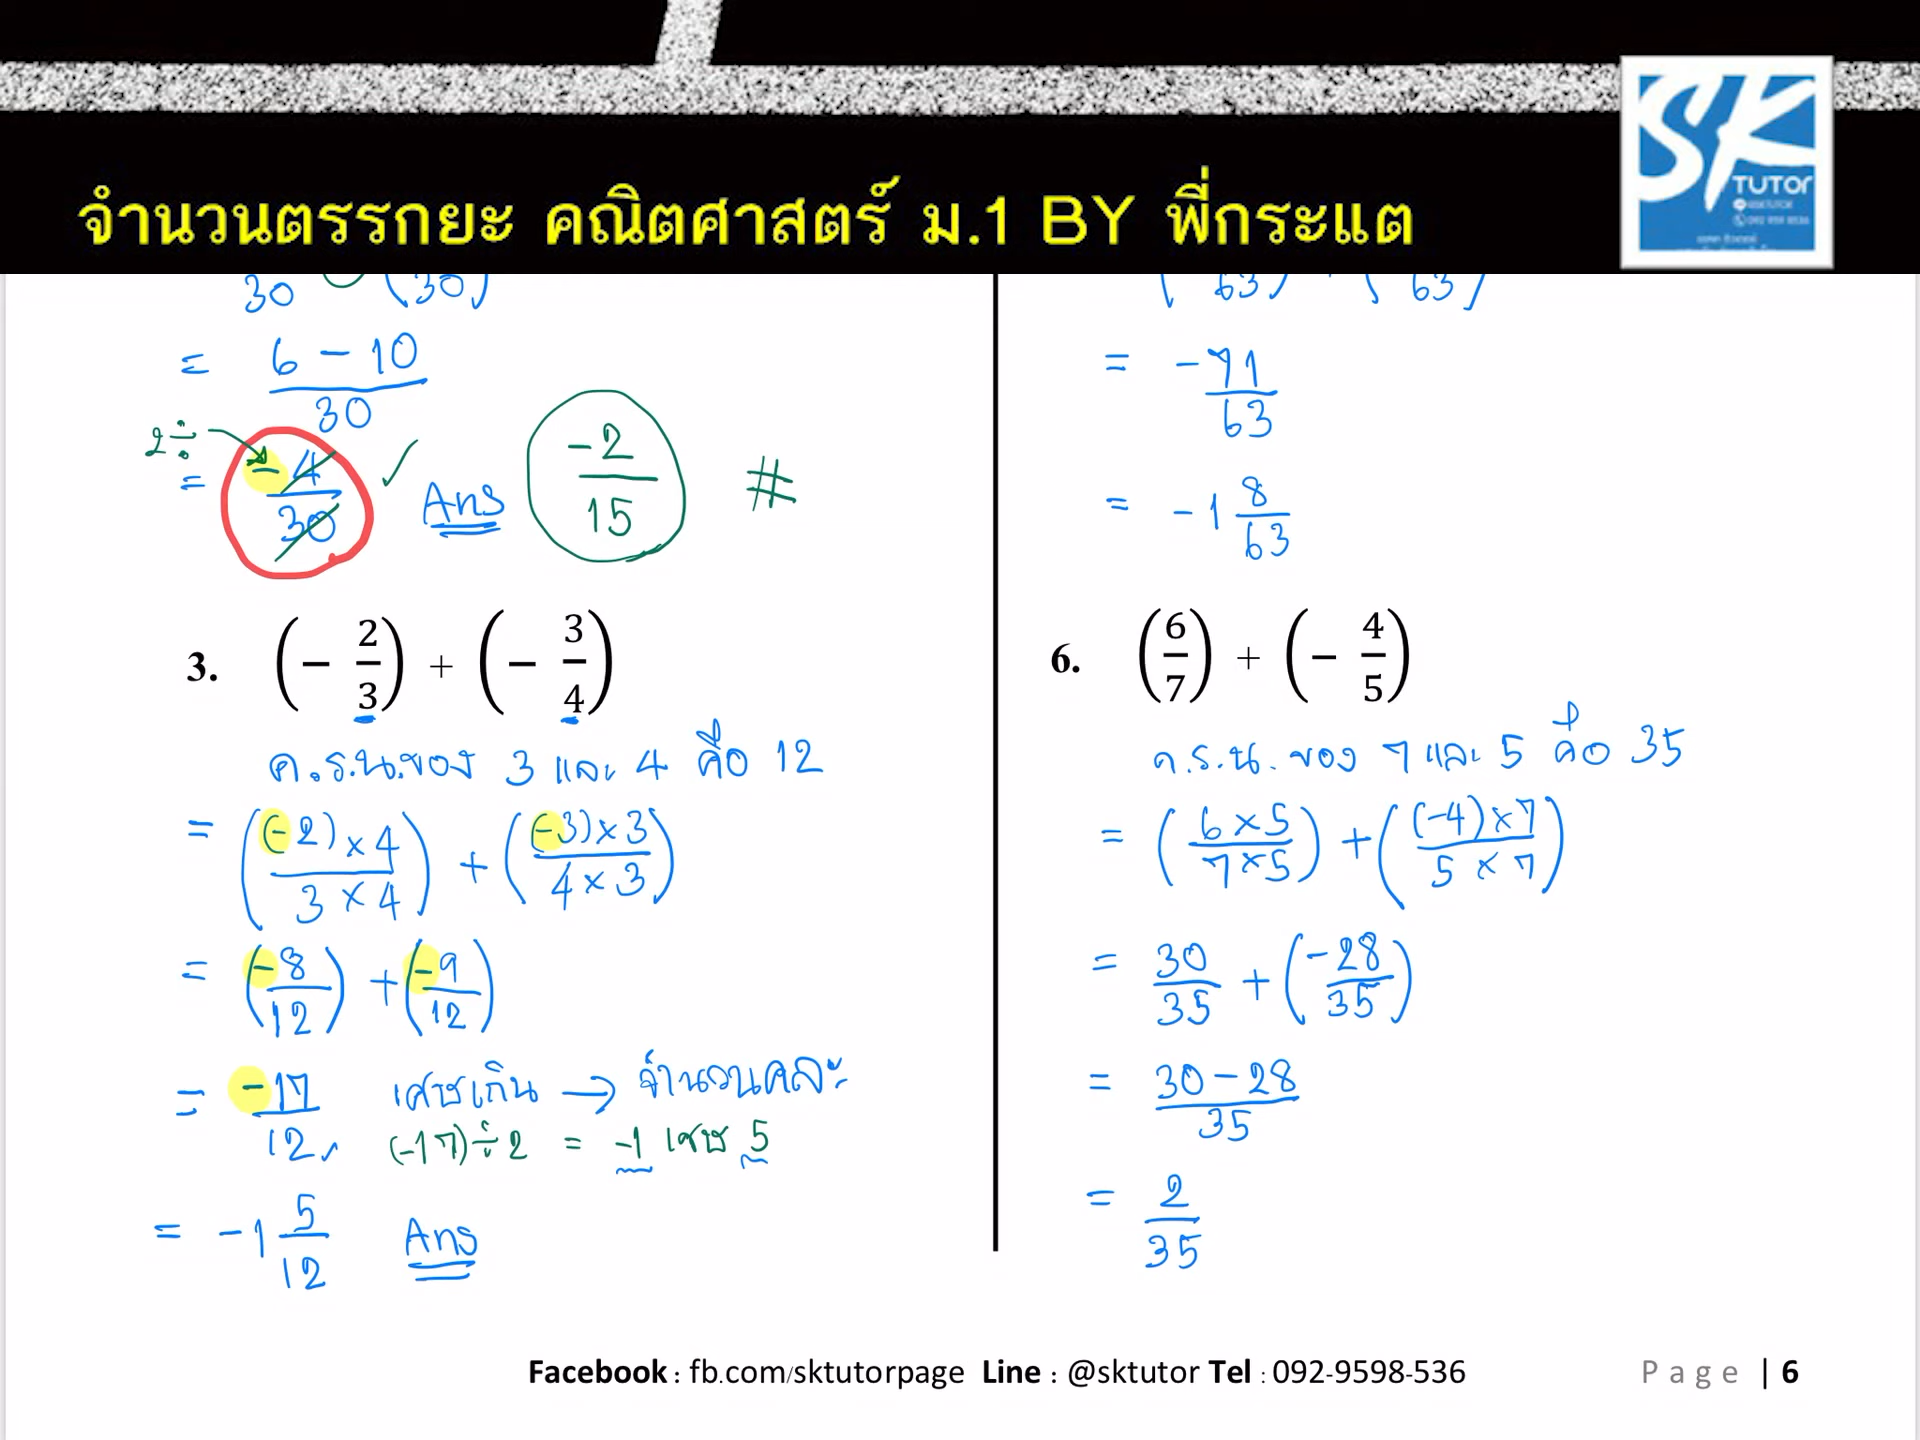 SK
TUTOR
จำนวนตรรกยะ คณิตศาสตร์ ม.1 BY พี่กระแต
30 (30)
= 6 - 10
30
2÷
= -4
30
✓ Ans -2
15
#
3. (- 2/3) + (- 3/4)
ค.ร.น.ของ 3 และ 4 คือ 12
= ((-2) × 4 / 3 × 4) + ((-3) × 3 / 4 × 3)
= (-8/12) + (-9/12)
= -17/12 เศษเกิน → จำนวนคละ
(-17) ÷ 2 = -1 เศษ 5
= -1 5/12 Ans
63) (63)
= -71/63
= -1 8/63
6. (6/7) + (- 4/5)
ค.ร.น. ของ 7 และ 5 คือ 35
= (6 × 5 / 7 × 5) + ((-4) × 7 / 5 × 7)
= 30/35 + (-28/35)
= 30 - 28 / 35
= 2/35
Facebook : fb.com/sktutorpage Line : @sktutor Tel : 092-9598-536
Page | 6